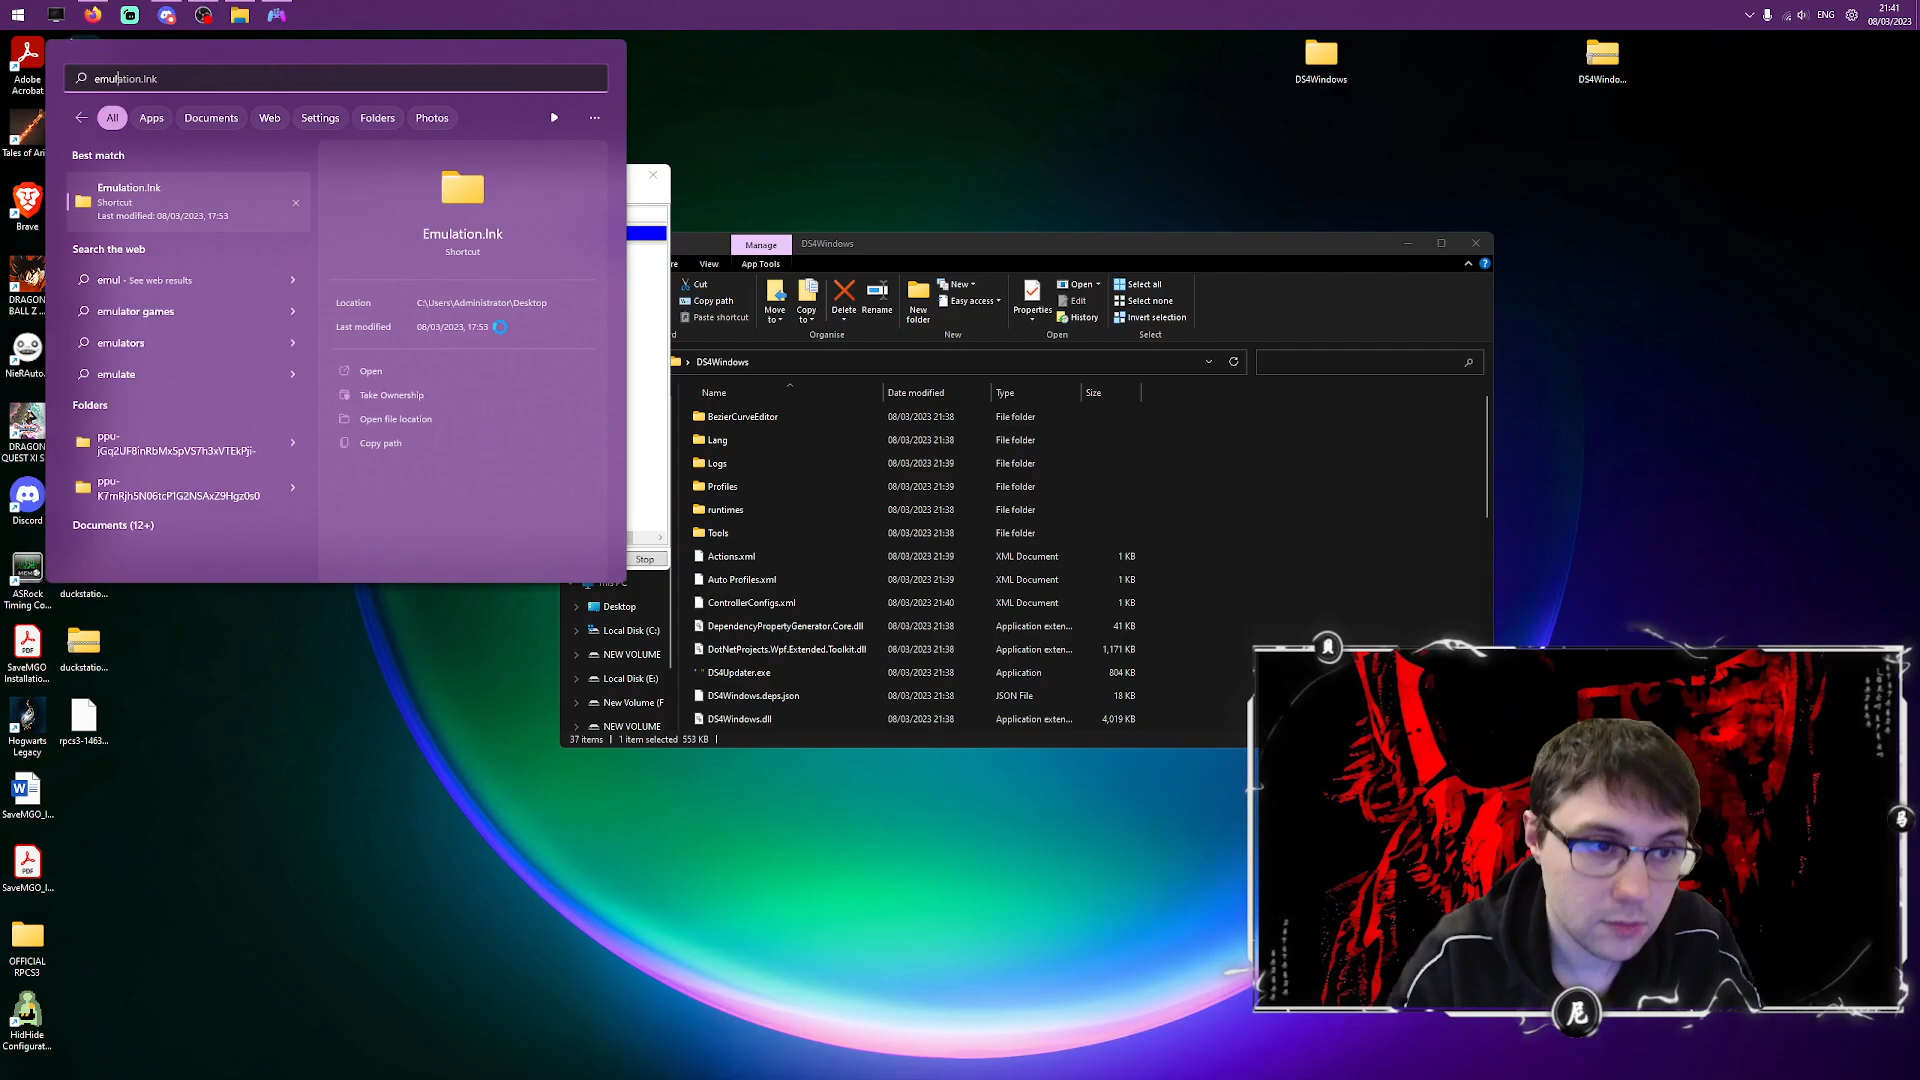 ENG
21:41
08/03/2023
emulation.lnk
All
Apps
Documents
Web
Settings
Folders
Photos
Best match
Emulation.lnk
Shortcut
Last modified: 08/03/2023, 17:53
Search the web
emul - See web results
emulator games
emulators
emulate
Folders
ppu-
jGq2UF8inRbMx5pVS7h3xVTEkPji-
ppu-
K7mRjh5N06tcP1G2NSAxZ9Hgz0s0
Documents (12+)
Emulation.lnk
Shortcut
Location C:\Users\Administrator\Desktop
Last modified 08/03/2023, 17:53
Open
Take Ownership
Open file location
Copy path
Adobe
Acrobat
Tales of Ari...
Brave
DRAGON
BALL Z ...
NieRAuto...
DRAGON
QUEST XI S...
Discord
ASRock
Timing Co...
SaveMGO
Installatio...
Hogwarts
Legacy
SaveMGO_I...
SaveMGO_I...
OFFICIAL
RPCS3
HidHide
Configurat...
duckstatio...
duckstatio...
rpcs3-1463...
DS4Windows
DS4Windo...
Stop
Manage
DS4Windows
re
View
App Tools
Cut
Copy path
Paste shortcut
Move
to
Copy
to
Delete
Rename
New
folder
New
Easy access
Properties
Open
Edit
History
Select all
Select none
Invert selection
rd
Organise
New
Open
Select
DS4Windows
Name Date modified Type Size
BezierCurveEditor 08/03/2023 21:38 File folder
Lang 08/03/2023 21:38 File folder
Logs 08/03/2023 21:39 File folder
Profiles 08/03/2023 21:38 File folder
runtimes 08/03/2023 21:38 File folder
Tools 08/03/2023 21:38 File folder
Actions.xml 08/03/2023 21:39 XML Document 1 KB
Auto Profiles.xml 08/03/2023 21:39 XML Document 1 KB
ControllerConfigs.xml 08/03/2023 21:40 XML Document 1 KB
DependencyPropertyGenerator.Core.dll 08/03/2023 21:38 Application exten... 41 KB
DotNetProjects.Wpf.Extended.Toolkit.dll 08/03/2023 21:38 Application exten... 1,171 KB
DS4Updater.exe 08/03/2023 21:38 Application 804 KB
DS4Windows.deps.json 08/03/2023 21:38 JSON File 18 KB
DS4Windows.dll 08/03/2023 21:38 Application exten... 4,019 KB
This PC
Desktop
Local Disk (C:)
NEW VOLUME
Local Disk (E:)
New Volume (F
NEW VOLUME
37 items
1 item selected 553 KB